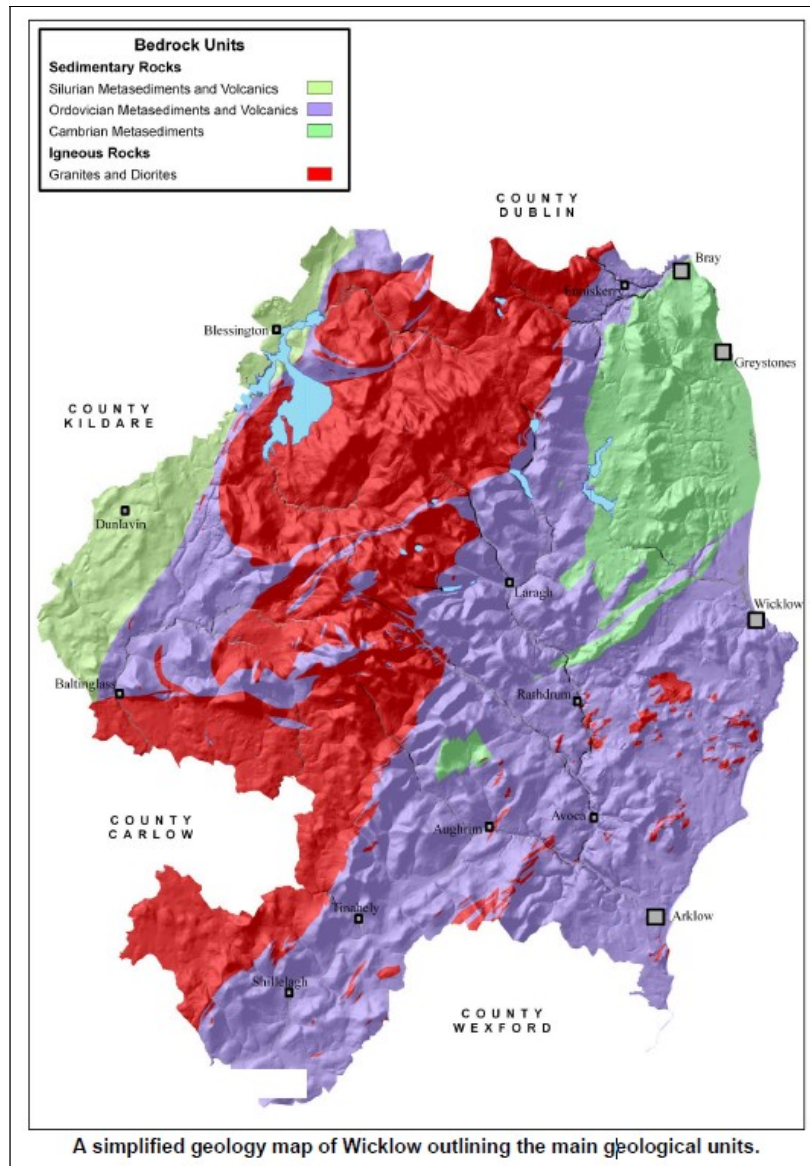 Bedrock Units
Sedimentary Rocks
Silurian Metasediments and Volcanics
Ordovician Metasediments and Volcanics
Cambrian Metasediments
Igneous Rocks
Granites and Diorites
COUNTY
DUBLIN
Bray
Enniskerry
Blessington
Greystones
COUNTY
KILDARE
Dunlavin
Laragh
Wicklow
Baltinglass
Rathdrum
COUNTY
CARLOW
Aughrim
Avoca
Tinahely
Arklow
Shillelagh
COUNTY
WEXFORD
A simplified geology map of Wicklow outlining the main geological units.